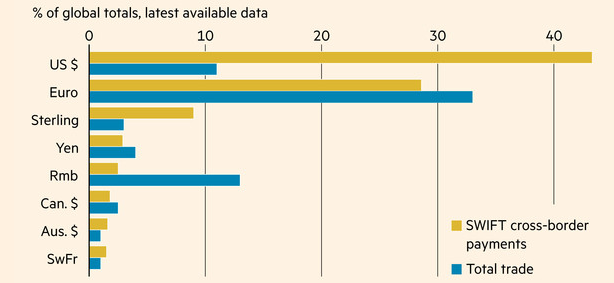 % of global totals, latest available data
0 10 20 30 40
US $
Euro
Sterling
Yen
Rmb
Can. $
Aus. $
SwFr
SWIFT cross-border
payments
Total trade